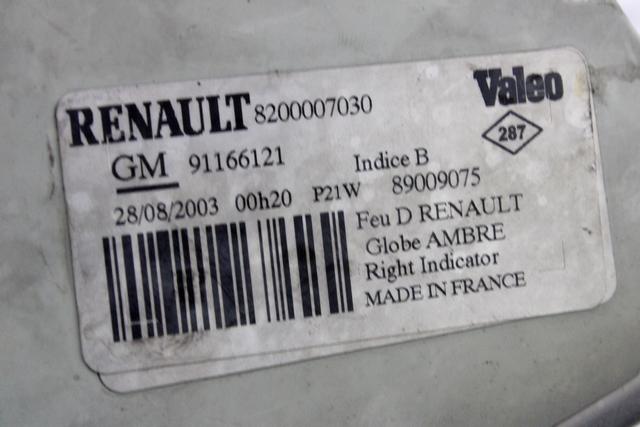 RENAULT 8200007030 Valeo
287
GM 91166121 Indice B
28/08/2003 00h20 P21W 89009075
Feu D RENAULT
Globe AMBRE
Right Indicator
MADE IN FRANCE